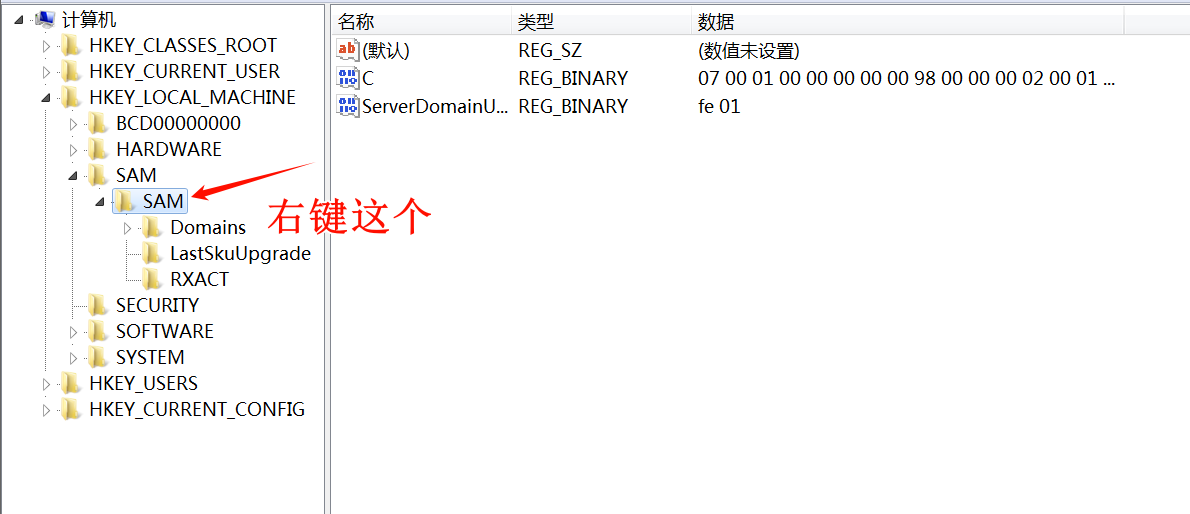 计算机
HKEY_CLASSES_ROOT
HKEY_CURRENT_USER
HKEY_LOCAL_MACHINE
BCD00000000
HARDWARE
SAM
SAM
Domains
LastSkuUpgrade
RXACT
SECURITY
SOFTWARE
SYSTEM
HKEY_USERS
HKEY_CURRENT_CONFIG
右键这个
名称 类型 数据
(默认) REG_SZ (数值未设置)
C REG_BINARY 07 00 01 00 00 00 00 00 98 00 00 00 02 00 01 ...
ServerDomainU... REG_BINARY fe 01